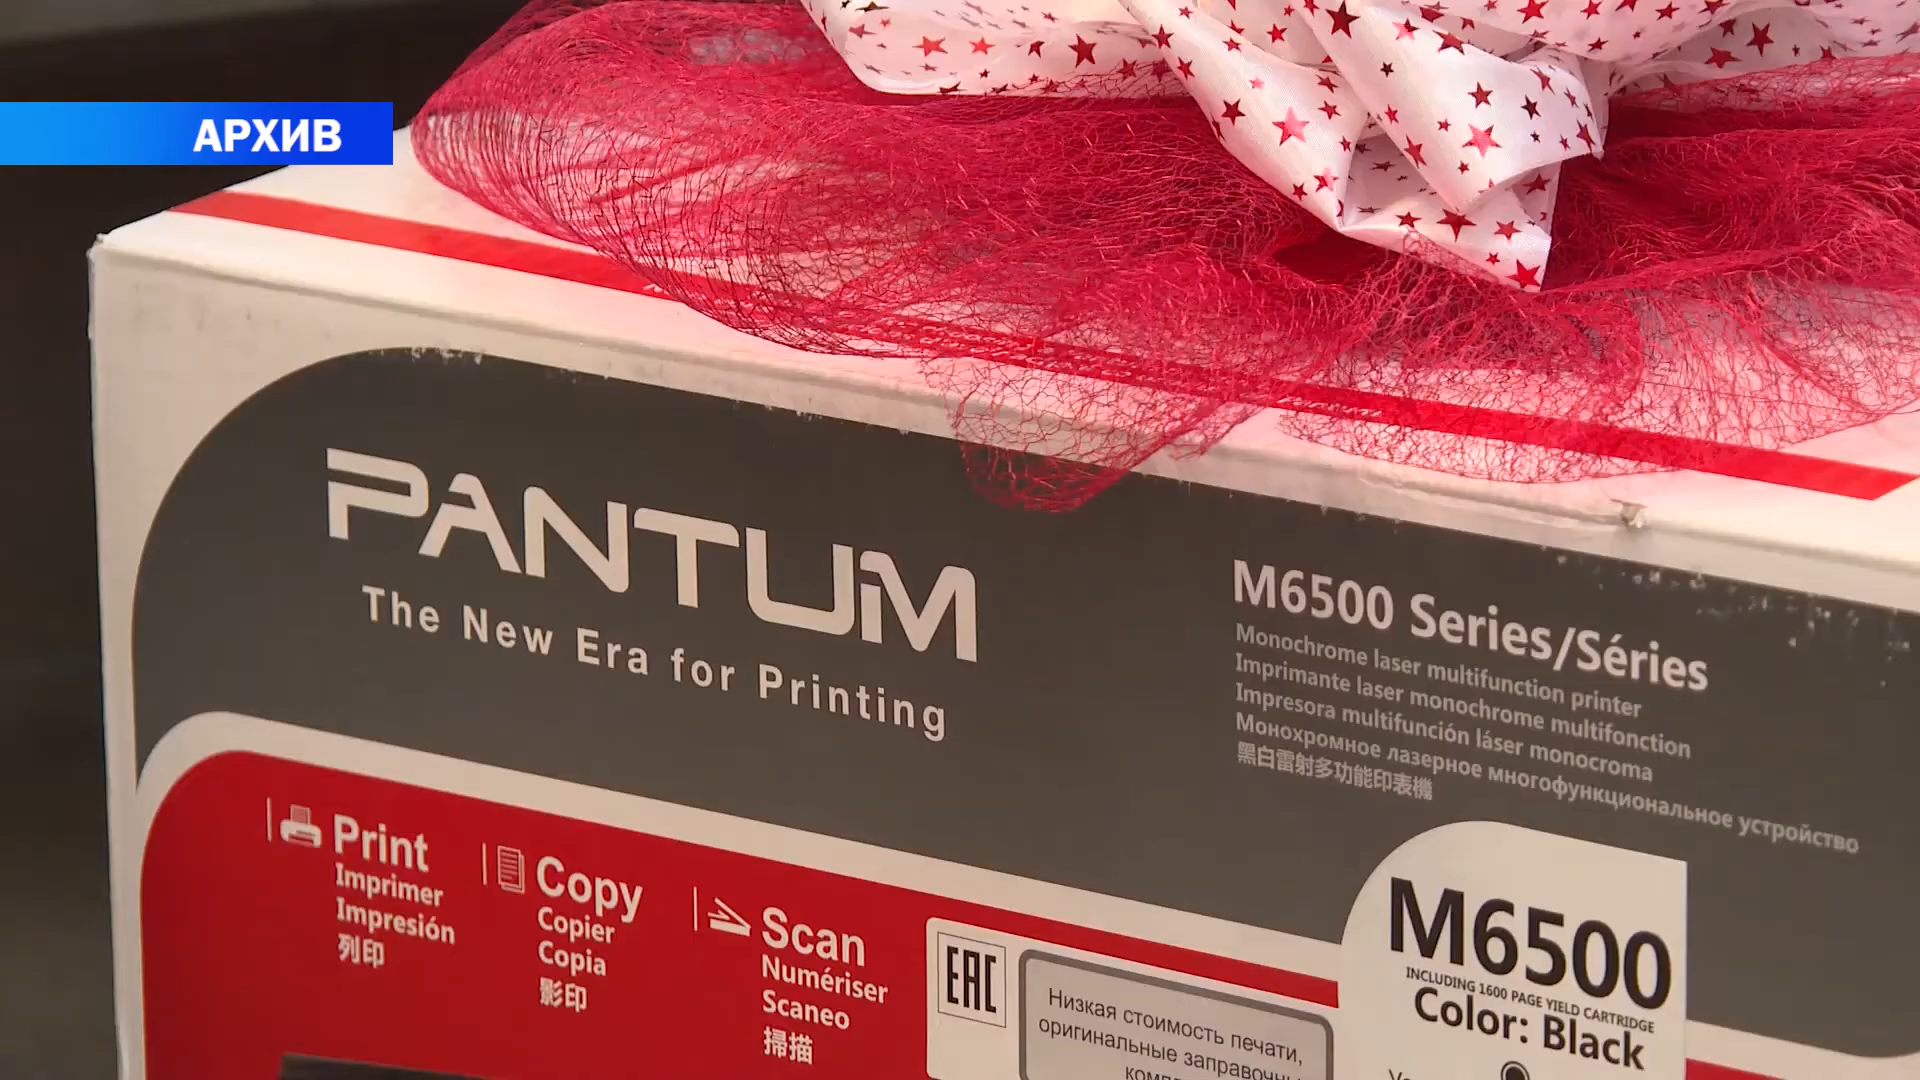 АРХИВ
PANTUM
The New Era for Printing
M6500 Series/Séries
Monochrome laser multifunction printer
Imprimante laser monochrome multifonction
Impresora multifunción láser monocroma
Монохромное лазерное многофункциональное устройство
黑白雷射多功能印表機
Print
Imprimer
Impresión
列印
Copy
Copier
Copia
影印
Scan
Numériser
Scaneo
掃描
EAC
Низкая стоимость печати,
оригинальные
M6500
INCLUDING 1600 PAGE YIELD CARTRIDGE
Color: Black